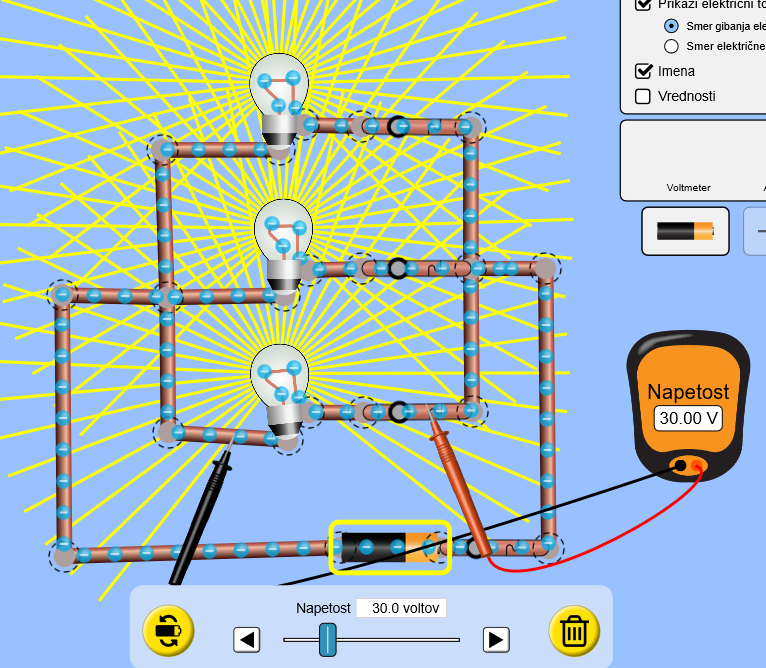 Prikaži električni to
Smer gibanja ele
Smer električne
Imena
Vrednosti
Voltmeter
Napetost
30.00 V
Napetost 30.0 voltov